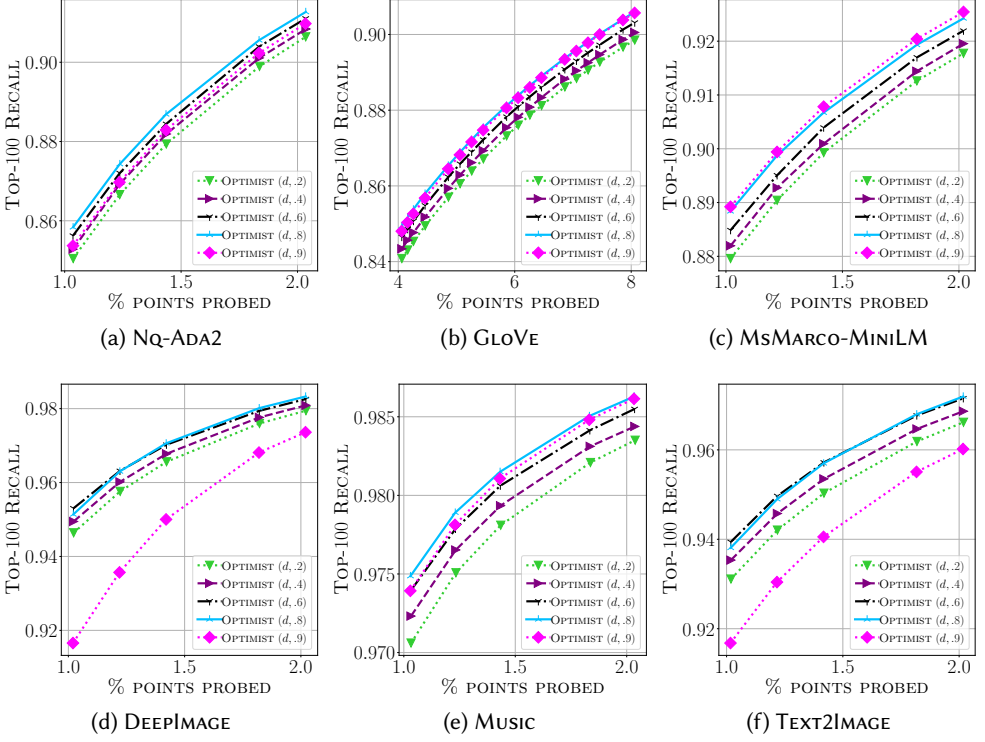 TOP-100 RECALL
0.90
0.88
0.86
1.0 1.5 2.0
% POINTS PROBED
OPTIMIST (d, .2)
OPTIMIST (d, .4)
OPTIMIST (d, .6)
OPTIMIST (d, .8)
OPTIMIST (d, .9)
(a) NQ-ADA2
TOP-100 RECALL
0.90
0.88
0.86
0.84
4 6 8
% POINTS PROBED
OPTIMIST (d, .2)
OPTIMIST (d, .4)
OPTIMIST (d, .6)
OPTIMIST (d, .8)
OPTIMIST (d, .9)
(b) GLOVE
TOP-100 RECALL
0.92
0.91
0.90
0.89
0.88
1.0 1.5 2.0
% POINTS PROBED
OPTIMIST (d, .2)
OPTIMIST (d, .4)
OPTIMIST (d, .6)
OPTIMIST (d, .8)
OPTIMIST (d, .9)
(c) MSMARCO-MINILM
TOP-100 RECALL
0.98
0.96
0.94
0.92
1.0 1.5 2.0
% POINTS PROBED
OPTIMIST (d, .2)
OPTIMIST (d, .4)
OPTIMIST (d, .6)
OPTIMIST (d, .8)
OPTIMIST (d, .9)
(d) DEEPIMAGE
TOP-100 RECALL
0.985
0.980
0.975
0.970
1.0 1.5 2.0
% POINTS PROBED
OPTIMIST (d, .2)
OPTIMIST (d, .4)
OPTIMIST (d, .6)
OPTIMIST (d, .8)
OPTIMIST (d, .9)
(e) MUSIC
TOP-100 RECALL
0.96
0.94
0.92
1.0 1.5 2.0
% POINTS PROBED
OPTIMIST (d, .2)
OPTIMIST (d, .4)
OPTIMIST (d, .6)
OPTIMIST (d, .8)
OPTIMIST (d, .9)
(f) TEXT2IMAGE